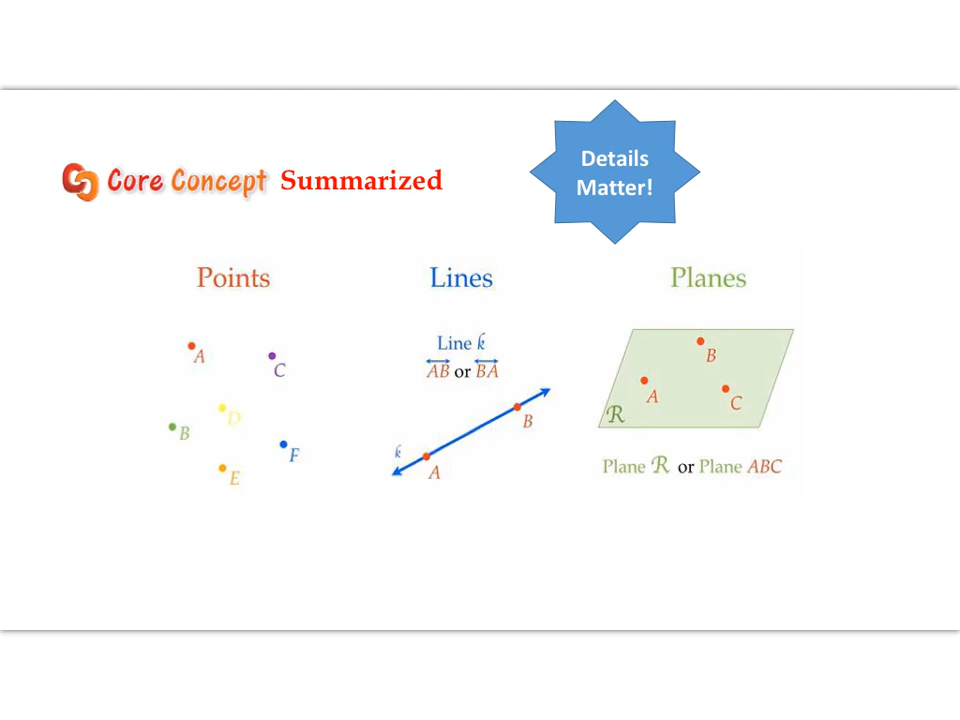 Details
Matter!
Core Concept Summarized
Points
Lines
Planes
A
C
D
B
F
E
Line k
AB or BA
B
k
A
B
A
C
R
Plane R or Plane ABC